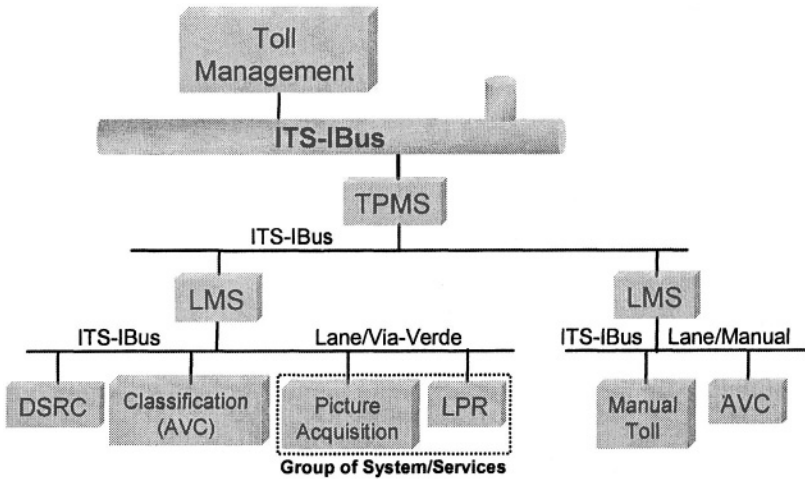 Toll
Management
ITS-IBus
TPMS
ITS-IBus
LMS
LMS
ITS-IBus
Lane/Via-Verde
ITS-IBus
Lane/Manual
DSRC
Classification
(AVC)
Picture
Acquisition
LPR
Manual
Toll
AVC
Group of System/Services